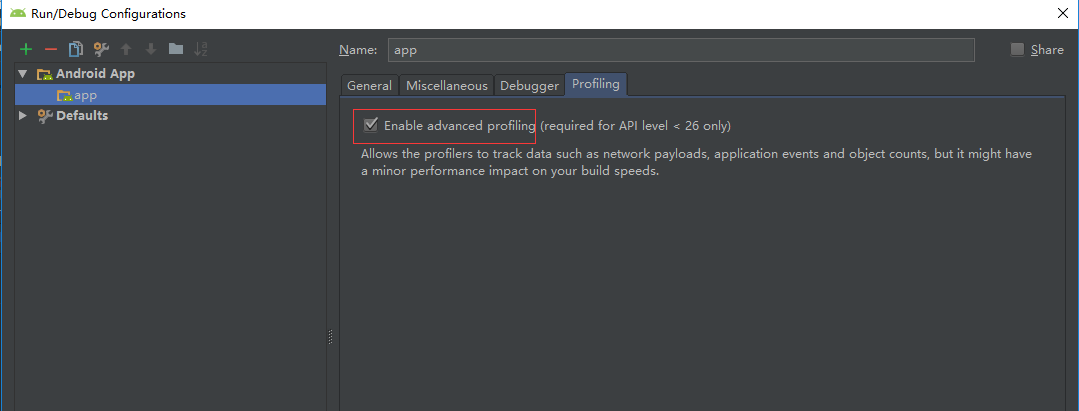 Run/Debug Configurations
Name: app Share
Android App
app
Defaults
General Miscellaneous Debugger Profiling
Enable advanced profiling (required for API level < 26 only)
Allows the profilers to track data such as network payloads, application events and object counts, but it might have
a minor performance impact on your build speeds.